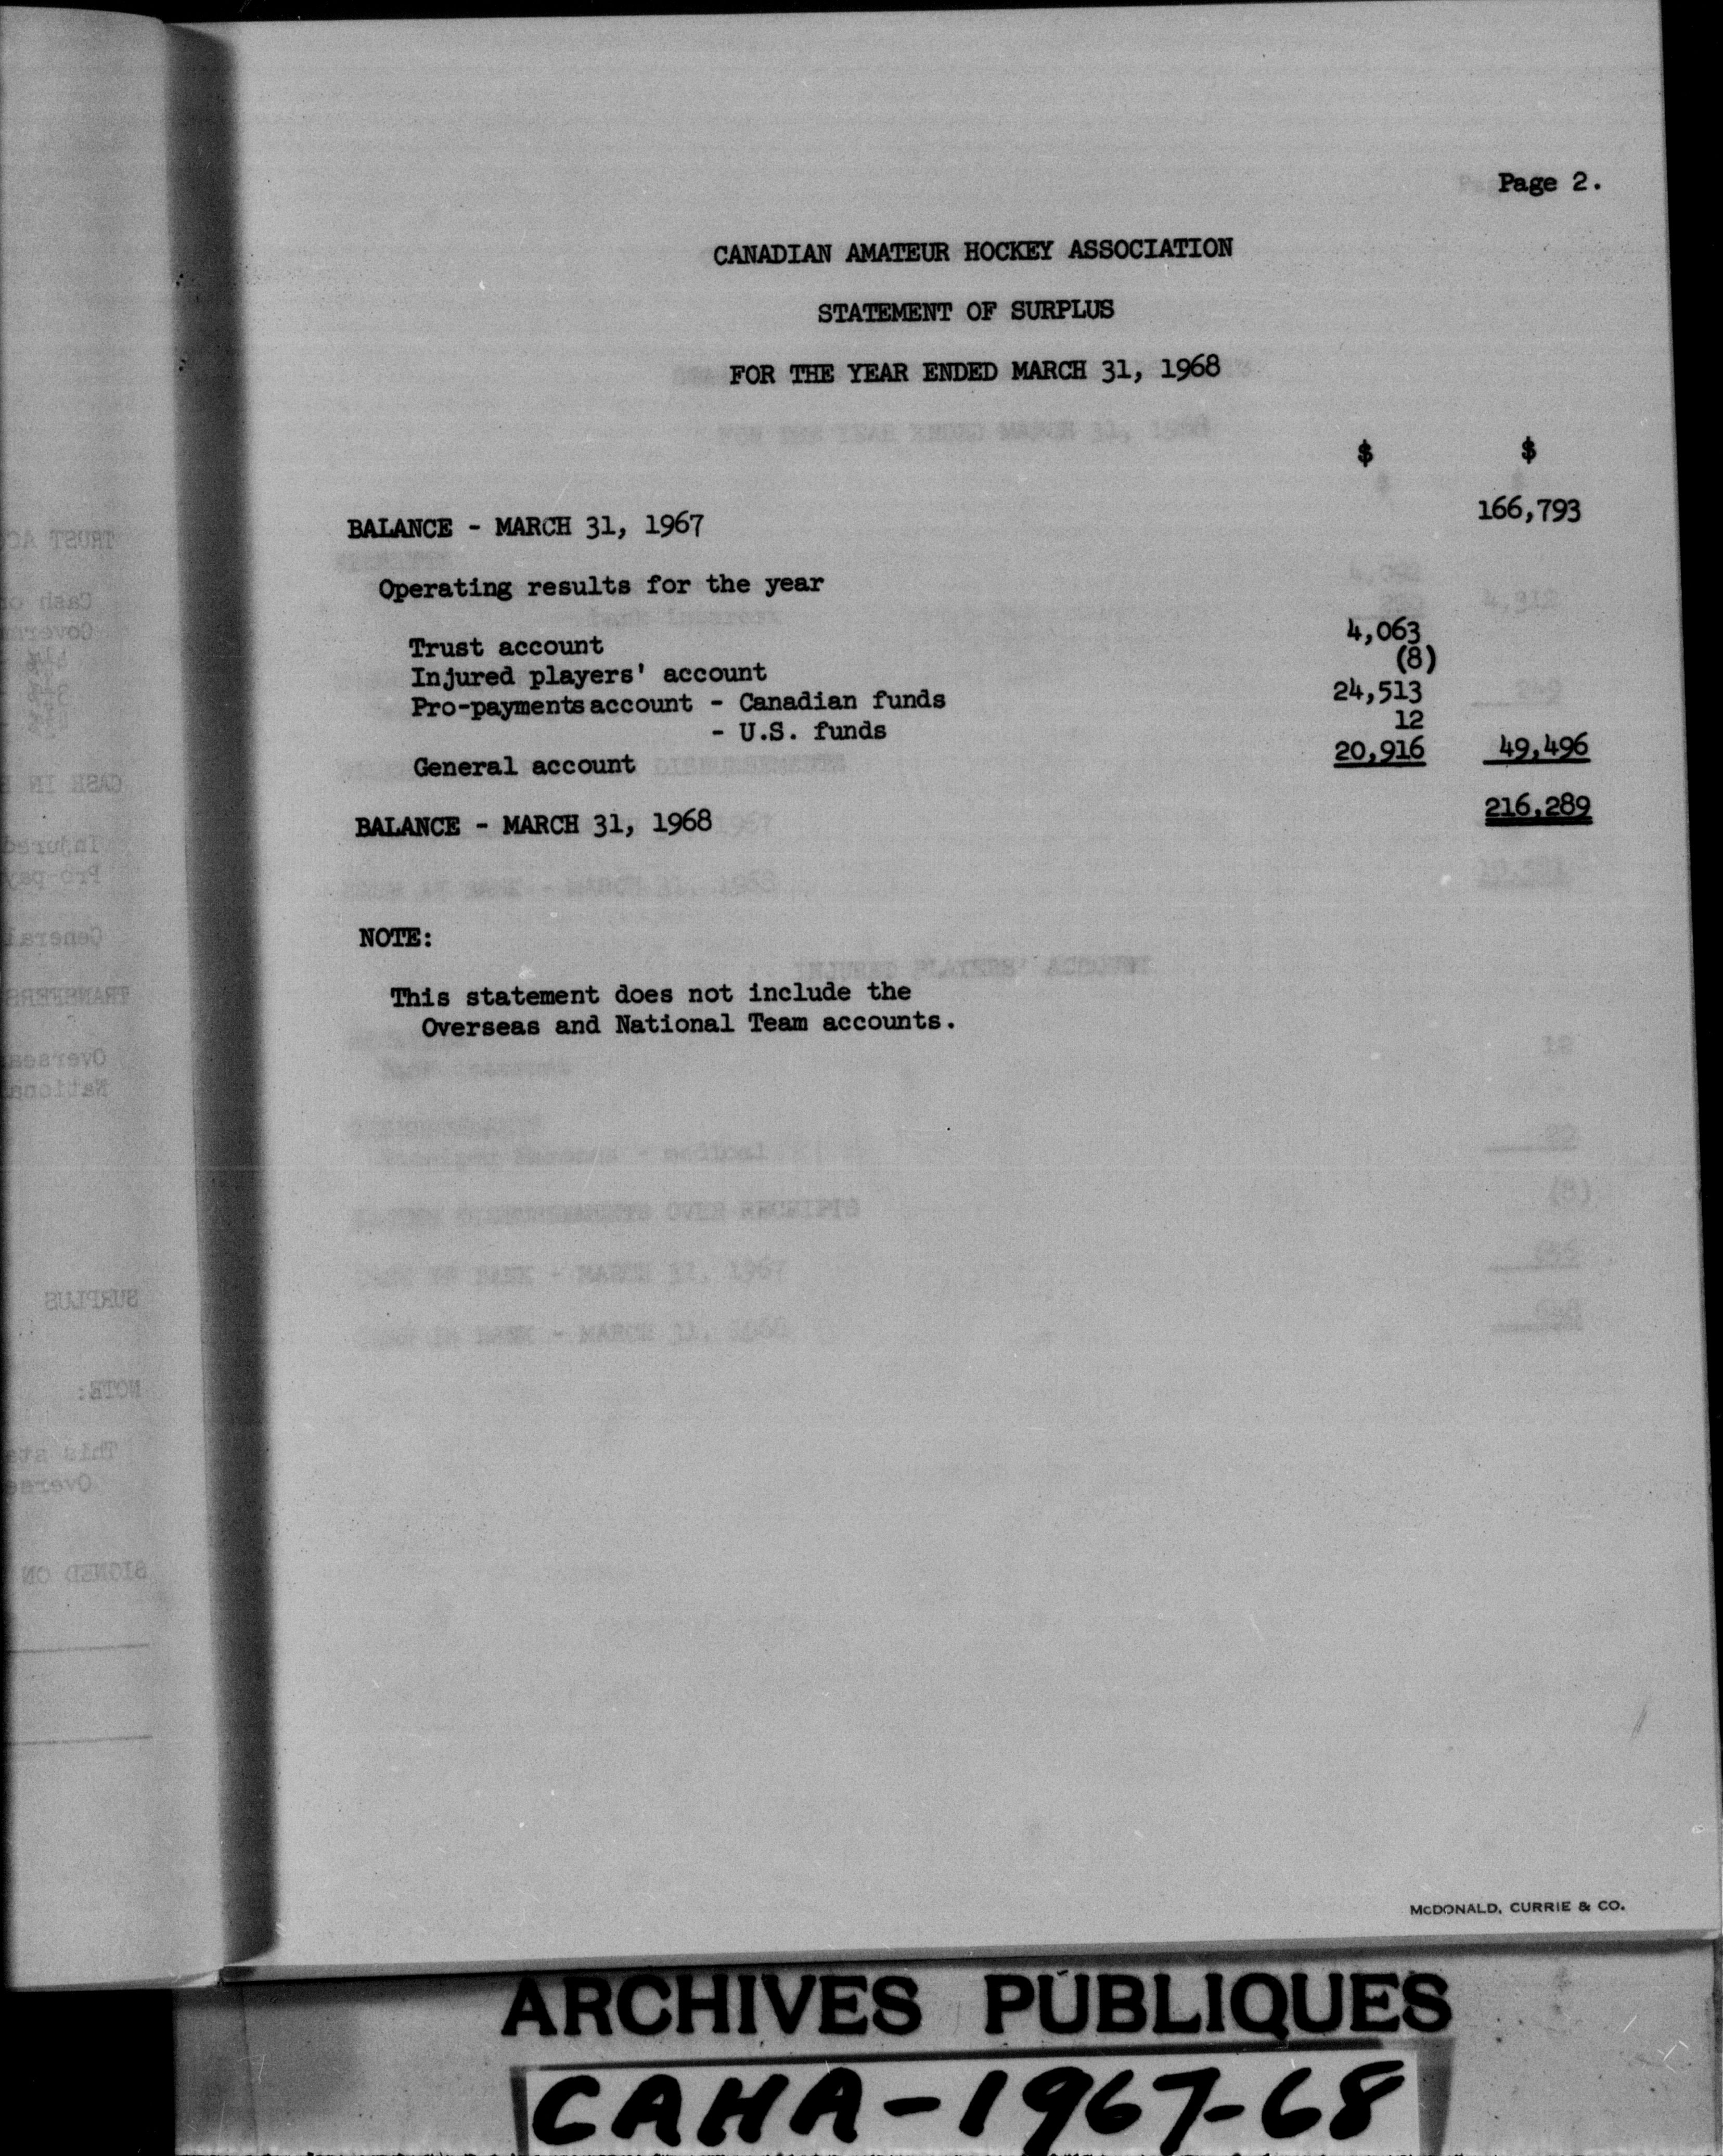 Page 2.
CANADIAN AMATEUR HOCKEY ASSOCIATION
STATEMENT OF SURPLUS
FOR THE YEAR ENDED MARCH 31, 1968
$ $
BALANCE - MARCH 31, 1967 166,793
Operating results for the year
Trust account 4,063
Injured players' account (8)
Pro-payments account - Canadian funds 24,513
- U.S. funds 12
General account 20,916 49,496
BALANCE - MARCH 31, 1968 216,289
NOTE:
This statement does not include the
Overseas and National Team accounts.
McDONALD, CURRIE & CO.
ARCHIVES PUBLIQUES
CAHA-1967-68